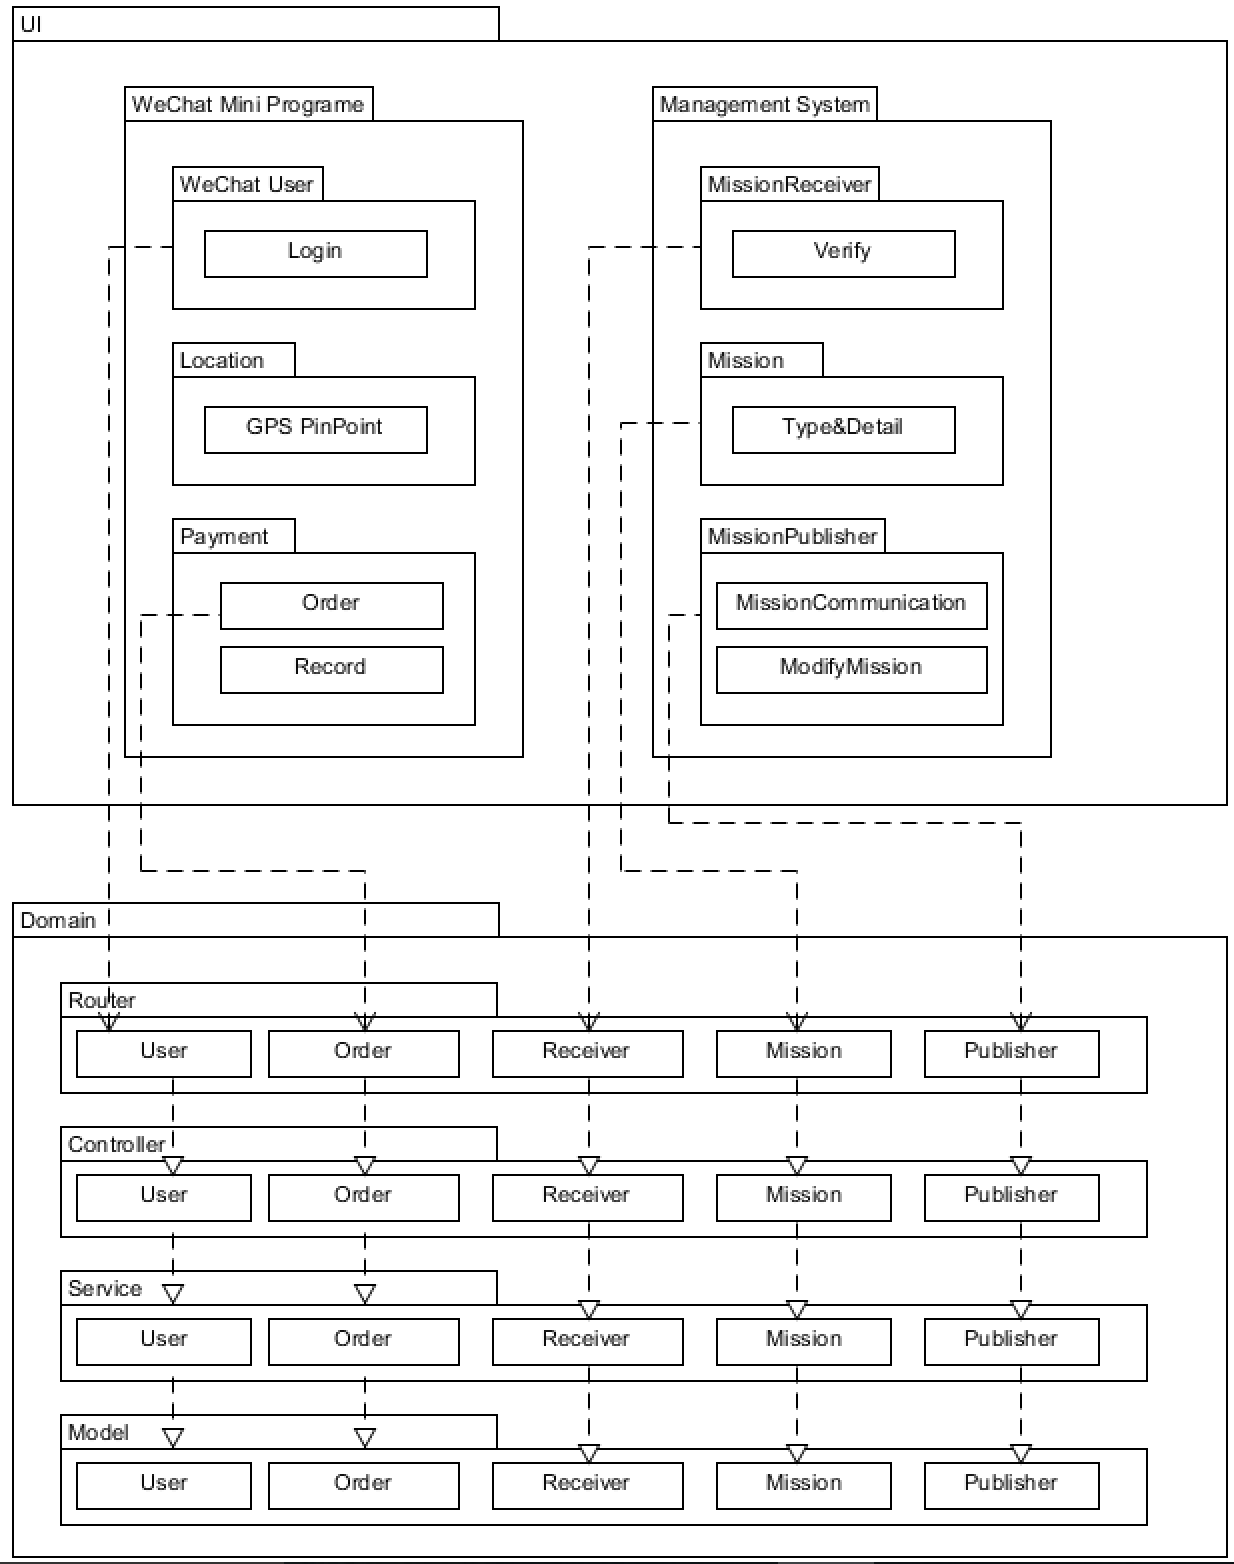 UI
WeChat Mini Programe
WeChat User
Login
Location
GPS PinPoint
Payment
Order
Record
Management System
MissionReceiver
Verify
Mission
Type&Detail
MissionPublisher
MissionCommunication
ModifyMission
Domain
Router
User
Order
Receiver
Mission
Publisher
Controller
User
Order
Receiver
Mission
Publisher
Service
User
Order
Receiver
Mission
Publisher
Model
User
Order
Receiver
Mission
Publisher